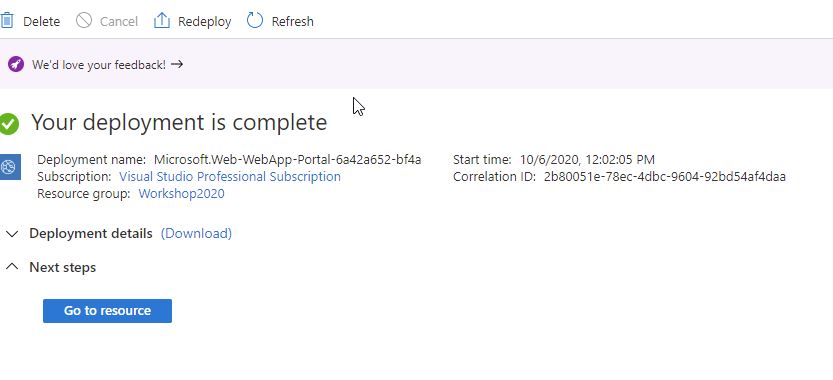 Delete Cancel Redeploy Refresh
We'd love your feedback! →
Your deployment is complete
Deployment name: Microsoft.Web-WebApp-Portal-6a42a652-bf4a Start time: 10/6/2020, 12:02:05 PM
Subscription: Visual Studio Professional Subscription Correlation ID: 2b80051e-78ec-4dbc-9604-92bd54af4daa
Resource group: Workshop2020
Deployment details (Download)
Next steps
Go to resource